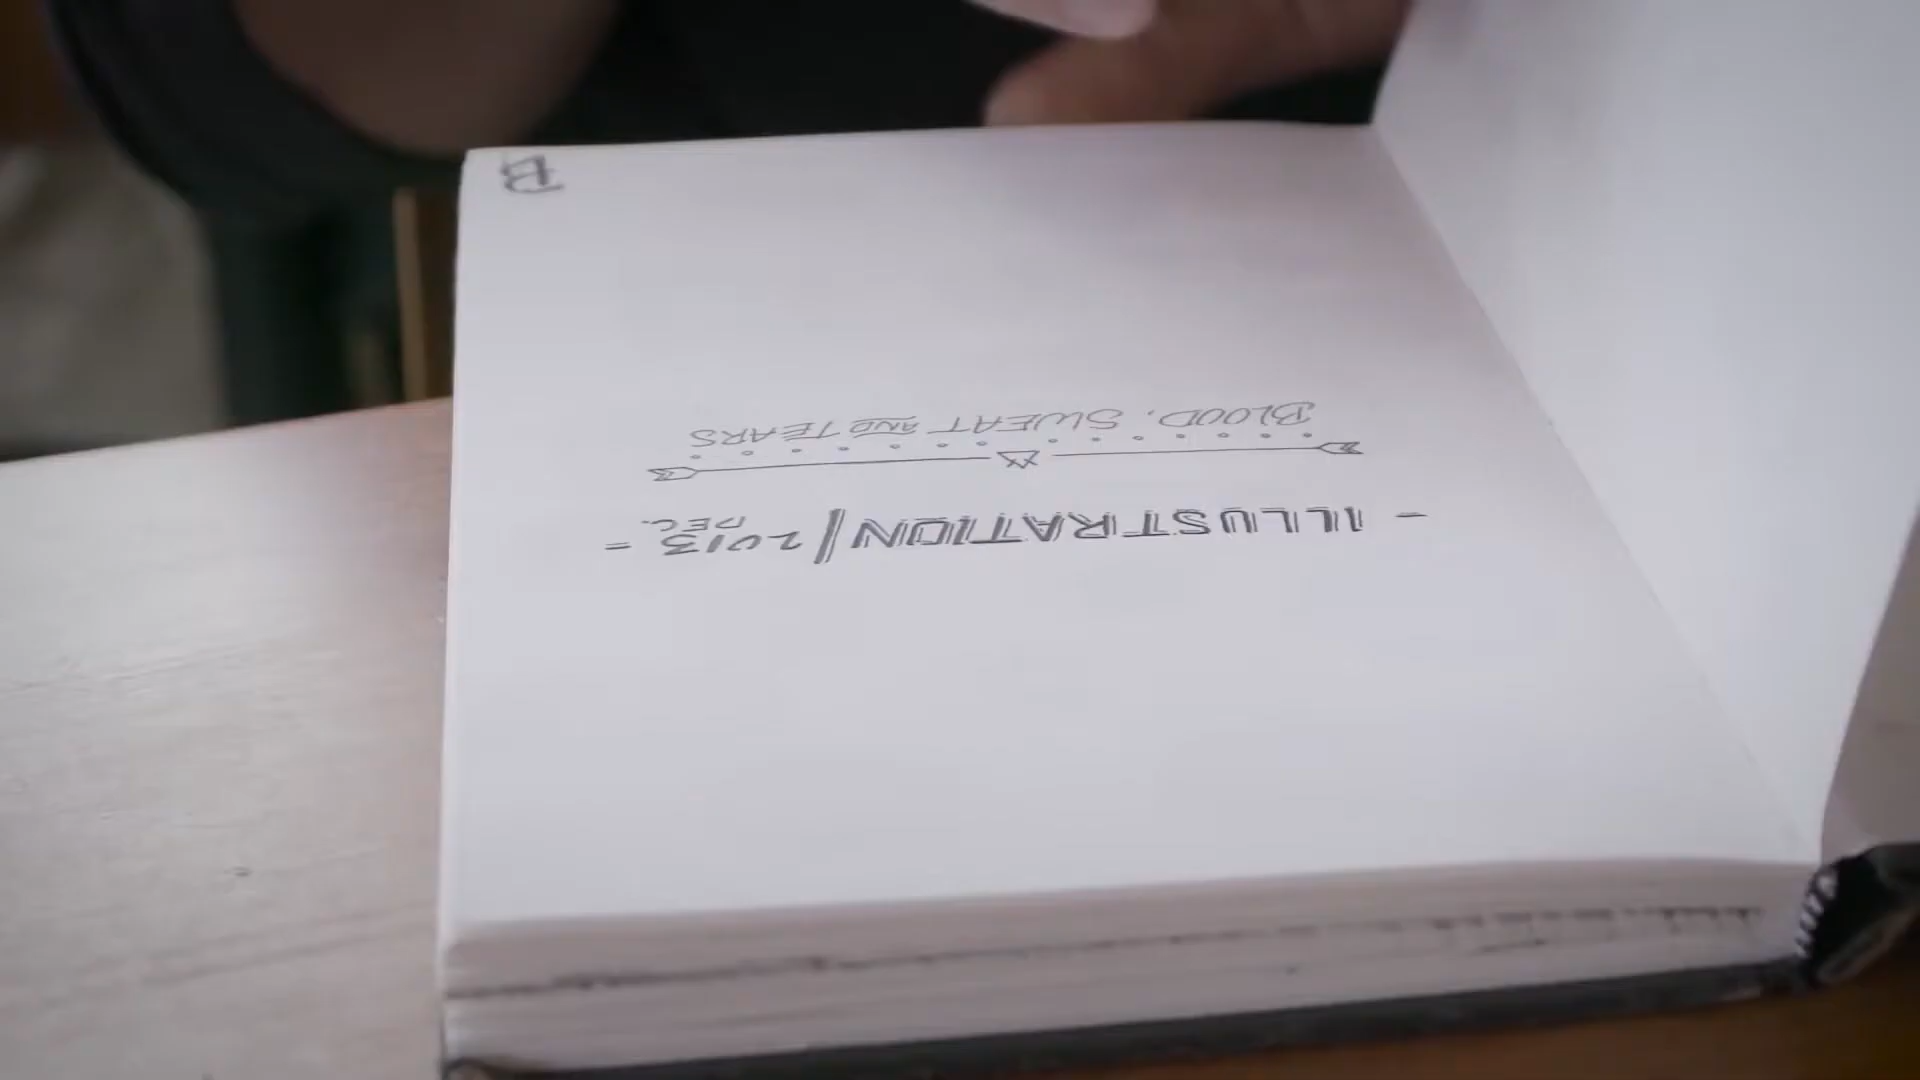 - ILLUSTRATION / 2013 -
DEC.
BLOOD, SWEAT AND TEARS
B